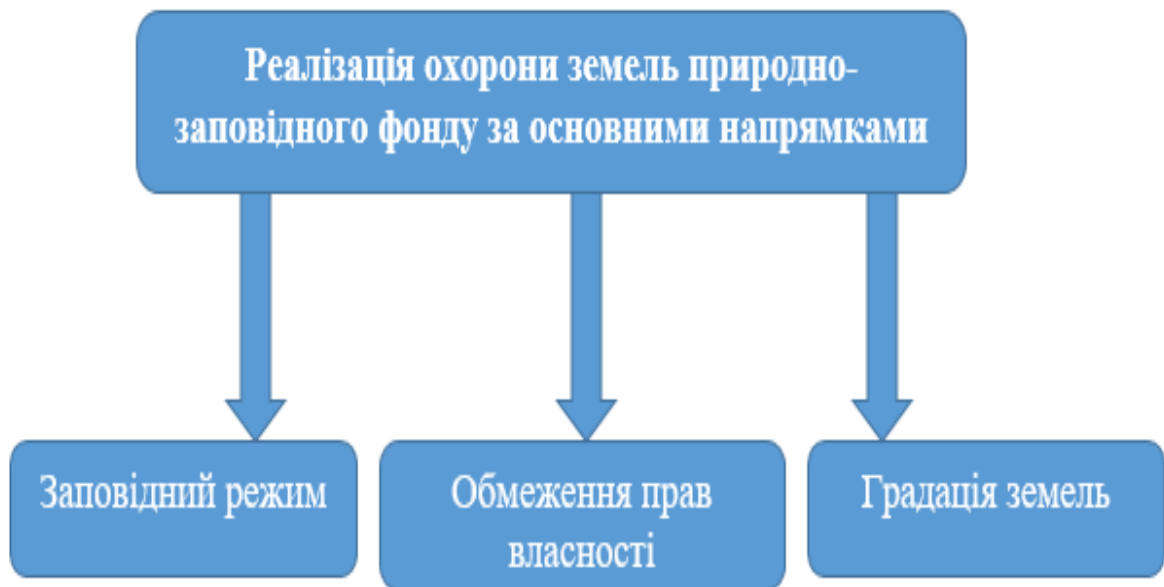 Реалізація охорони земель природно-
заповідного фонду за основними напрямками
Заповідний режим
Обмеження прав
власності
Градація земель